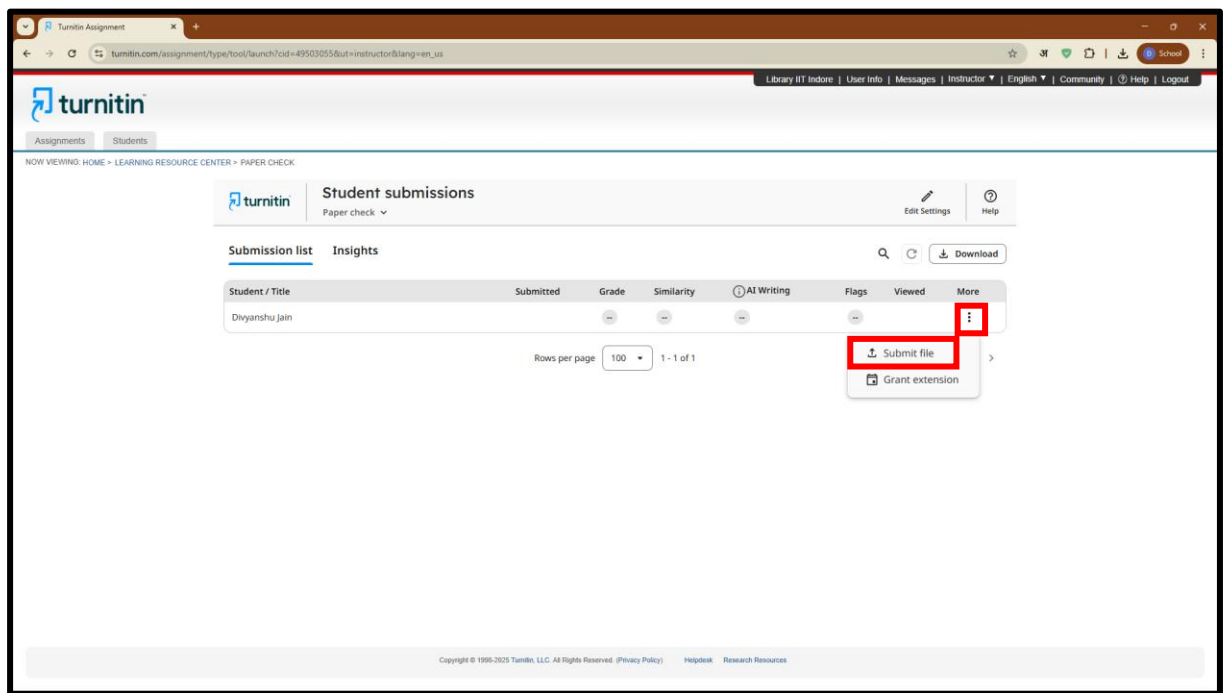 Turnitin Assignment
turnitin.com/assignment/type/tool/launch?cid=49503055&ut=instructor&lang=en_us
अ
D School
Library IIT Indore | User Info | Messages | Instructor ▼ | English ▼ | Community | ? Help | Logout
turnitin
Assignments Students
NOW VIEWING: HOME > LEARNING RESOURCE CENTER > PAPER CHECK
turnitin
Student submissions
Paper check
Edit Settings
Help
Submission list Insights
Download
Student / Title Submitted Grade Similarity AI Writing Flags Viewed More
Divyanshu Jain -- -- -- --
Rows per page 100 1 - 1 of 1
Submit file
Grant extension
Copyright © 1998-2025 Turnitin, LLC. All Rights Reserved. (Privacy Policy) Helpdesk Research Resources